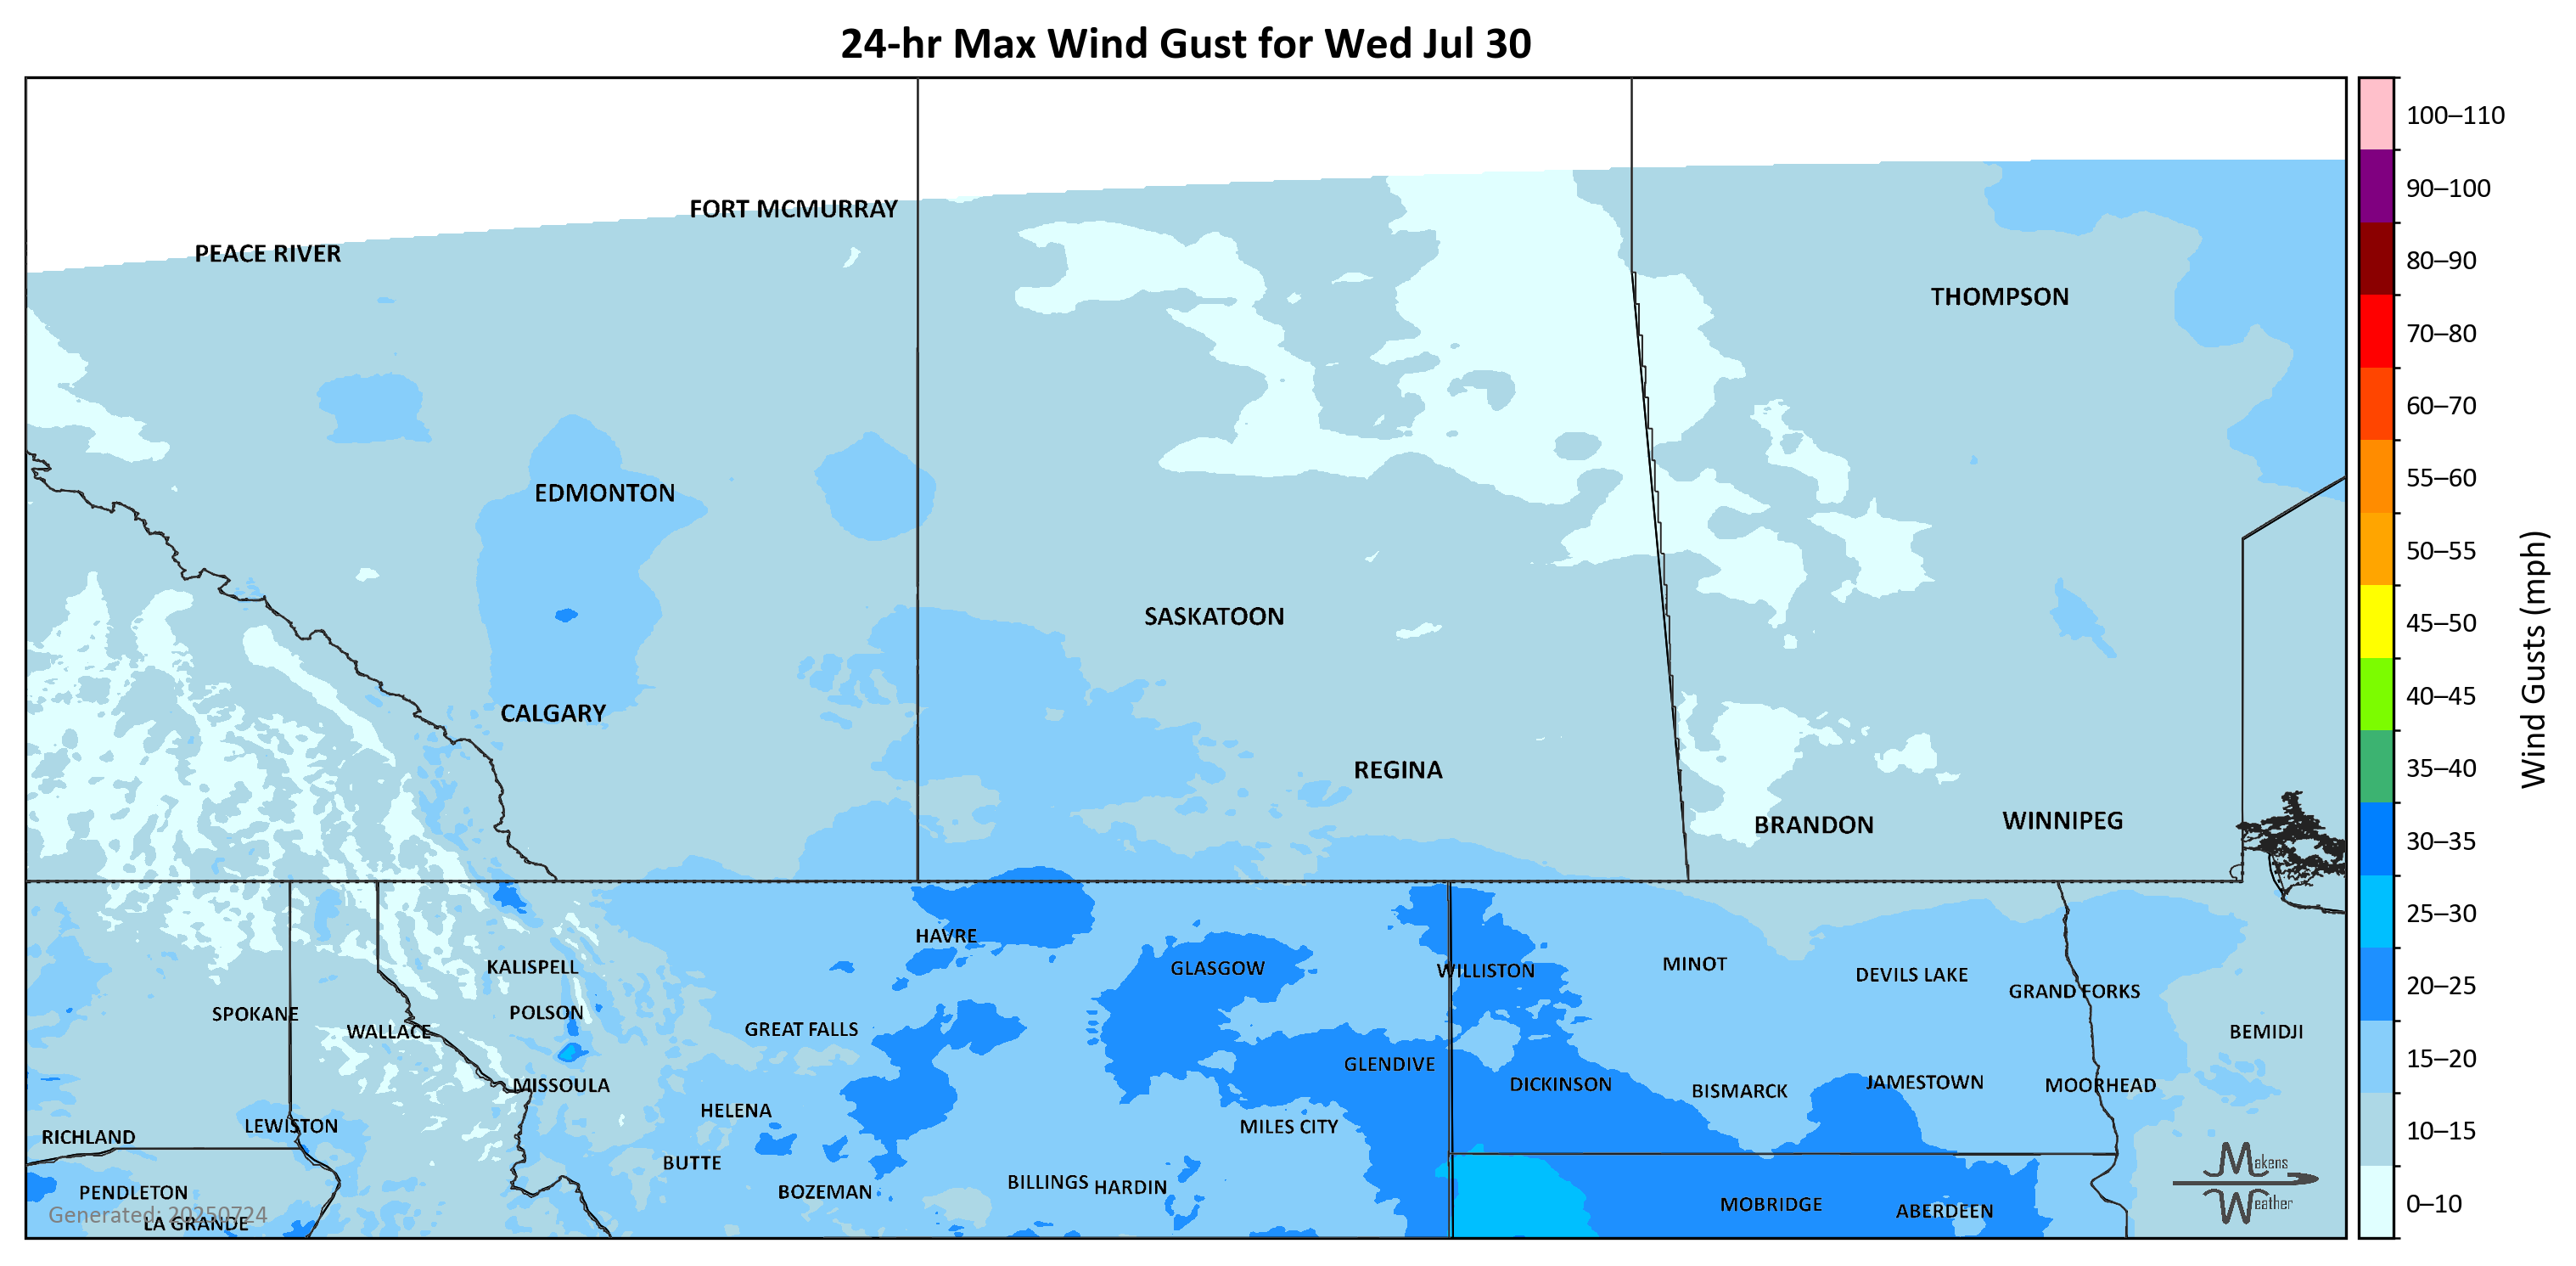 24-hr Max Wind Gust for Wed Jul 30
FORT MCMURRAY
PEACE RIVER
THOMPSON
EDMONTON
SASKATOON
CALGARY
REGINA
BRANDON
WINNIPEG
HAVRE
KALISPELL
GLASGOW
WILLISTON
MINOT
DEVILS LAKE
GRAND FORKS
SPOKANE
POLSON
WALLACE
GREAT FALLS
BEMIDJI
GLENDIVE
MISSOULA
DICKINSON
BISMARCK
JAMESTOWN
MOORHEAD
HELENA
LEWISTON
MILES CITY
RICHLAND
BUTTE
BILLINGS
HARDIN
PENDLETON
BOZEMAN
MOBRIDGE
ABERDEEN
LA GRANDE
Generated: 20250724
Makens
Weather
100–110
90–100
80–90
70–80
60–70
55–60
50–55
45–50
40–45
35–40
30–35
25–30
20–25
15–20
10–15
0–10
Wind Gusts (mph)